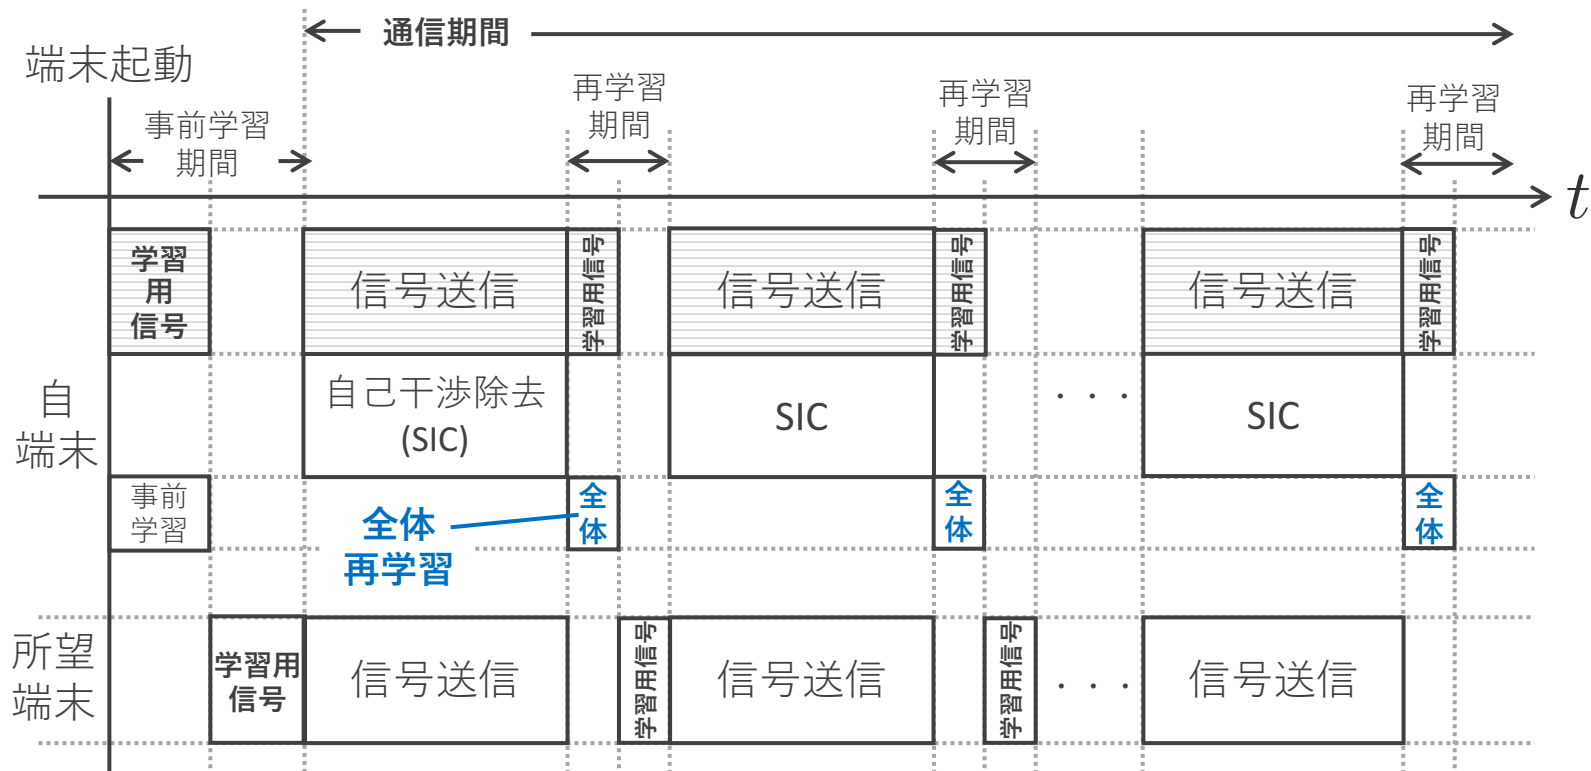 通信期間
端末起動
事前学習
期間
再学習
期間
再学習
期間
再学習
期間
t
学習
用
信号
信号送信
学習用信号
信号送信
学習用信号
信号送信
学習用信号
自
端末
自己干渉除去
(SIC)
SIC
・・・
SIC
事前
学習
全体
再学習
全
体
全
体
全
体
所望
端末
学習用
信号
信号送信
学習用信号
信号送信
学習用信号
・・・
信号送信